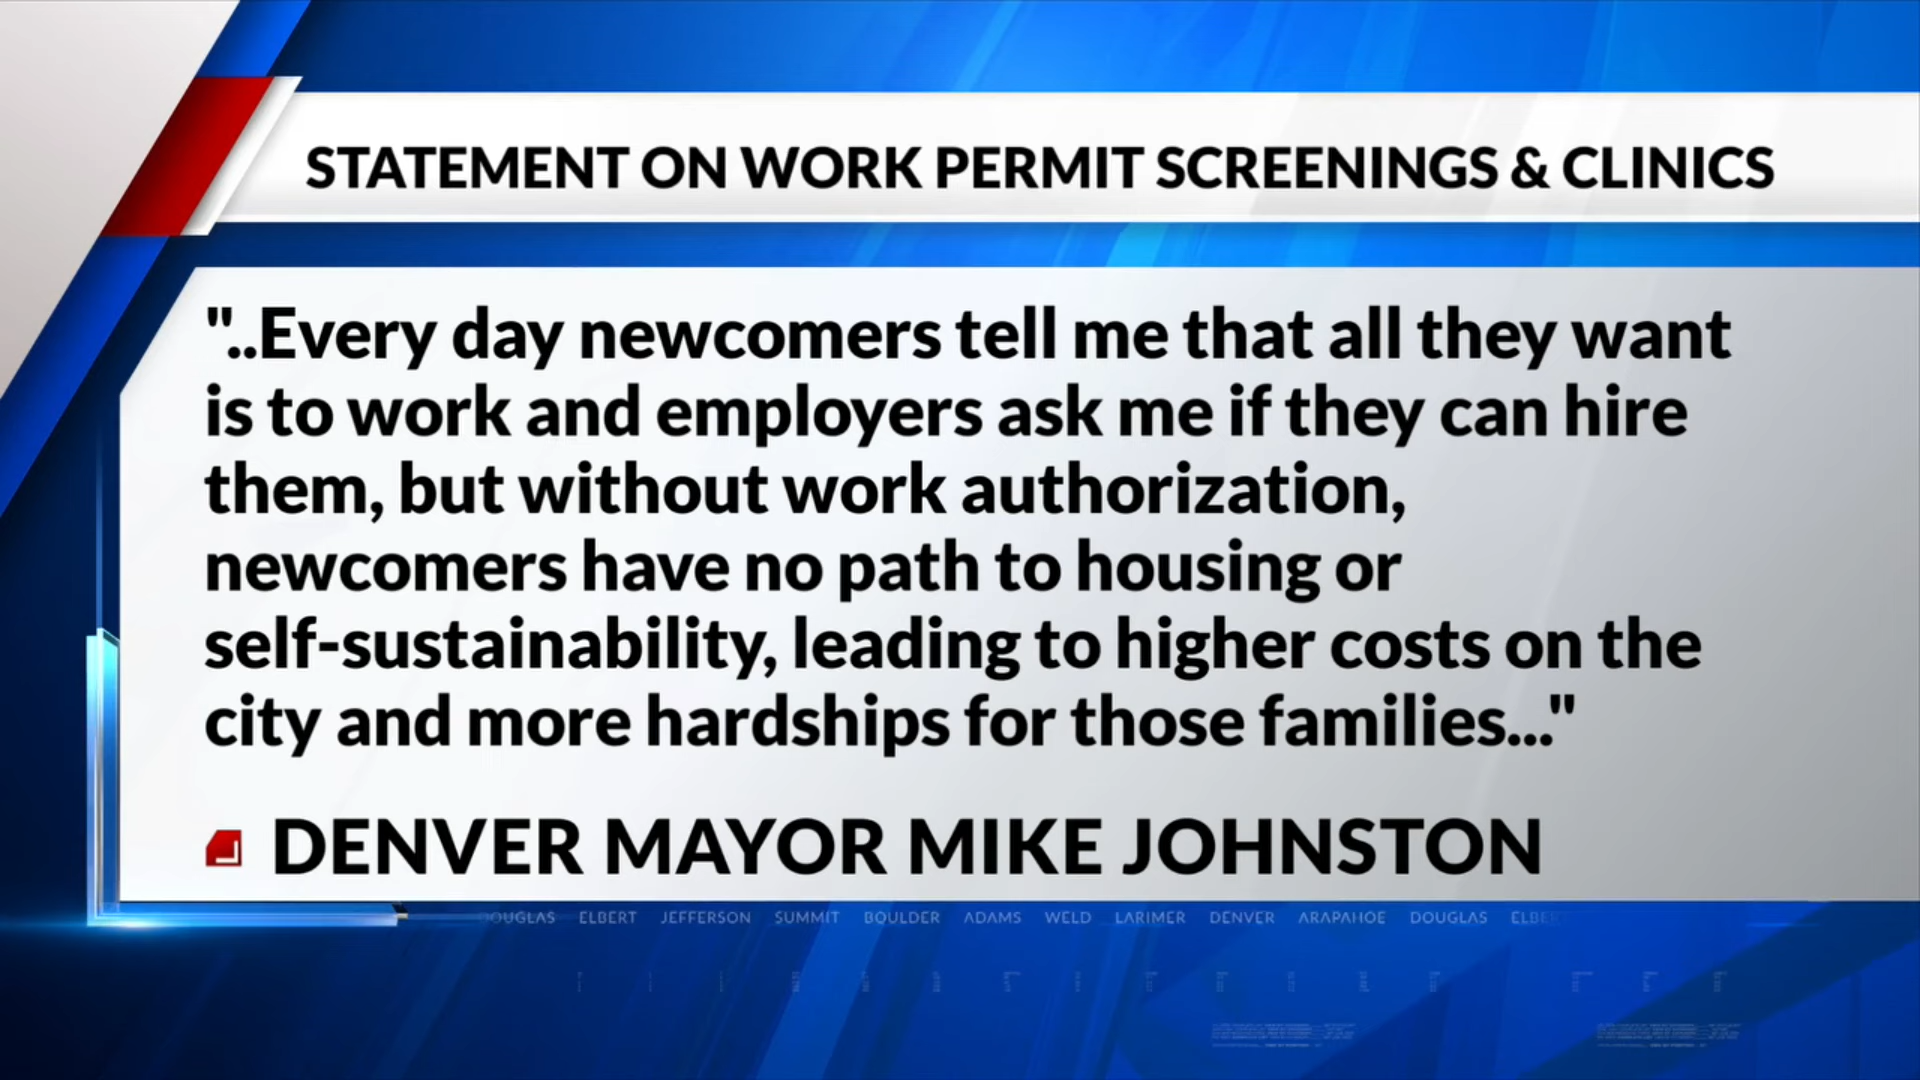 STATEMENT ON WORK PERMIT SCREENINGS & CLINICS
"..Every day newcomers tell me that all they want
is to work and employers ask me if they can hire
them, but without work authorization,
newcomers have no path to housing or
self-sustainability, leading to higher costs on the
city and more hardships for those families..."
DENVER MAYOR MIKE JOHNSTON
DOUGLAS ELBERT JEFFERSON SUMMIT BOULDER ADAMS WELD LARIMER DENVER ARAPAHOE DOUGLAS ELBER